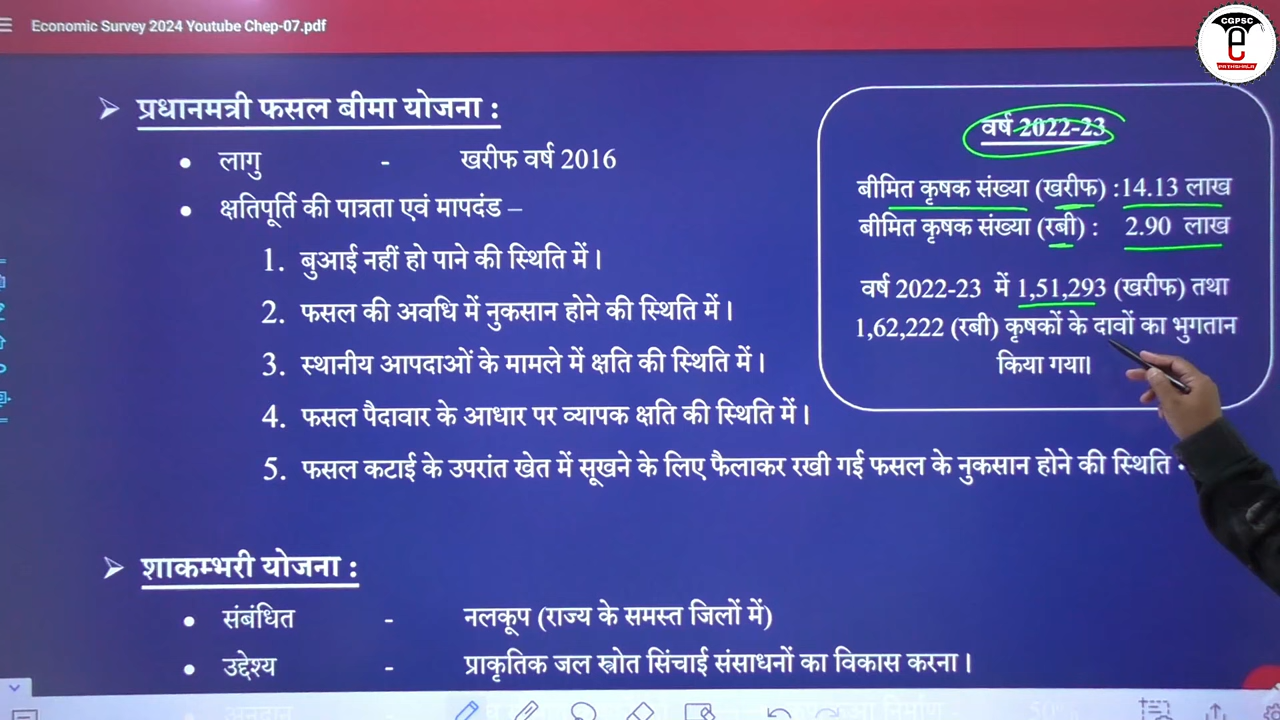 Economic Survey 2024 Youtube Chep-07.pdf
CGPSC
e
PATHSHALA
प्रधानमत्री फसल बीमा योजना :
लागु - खरीफ वर्ष 2016
क्षतिपूर्ति की पात्रता एवं मापदंड –
1. बुआई नहीं हो पाने की स्थिति में।
2. फसल की अवधि में नुकसान होने की स्थिति में।
3. स्थानीय आपदाओं के मामले में क्षति की स्थिति में।
4. फसल पैदावार के आधार पर व्यापक क्षति की स्थिति में।
5. फसल कटाई के उपरांत खेत में सूखने के लिए फैलाकर रखी गई फसल के नुकसान होने की स्थिति
वर्ष 2022-23
बीमित कृषक संख्या (खरीफ) :14.13 लाख
बीमित कृषक संख्या (रबी) : 2.90 लाख
वर्ष 2022-23 में 1,51,293 (खरीफ) तथा
1,62,222 (रबी) कृषकों के दावों का भुगतान
किया गया।
शाकम्भरी योजना :
संबंधित - नलकूप (राज्य के समस्त जिलों में)
उद्देश्य - प्राकृतिक जल स्त्रोत सिंचाई संसाधनों का विकास करना।